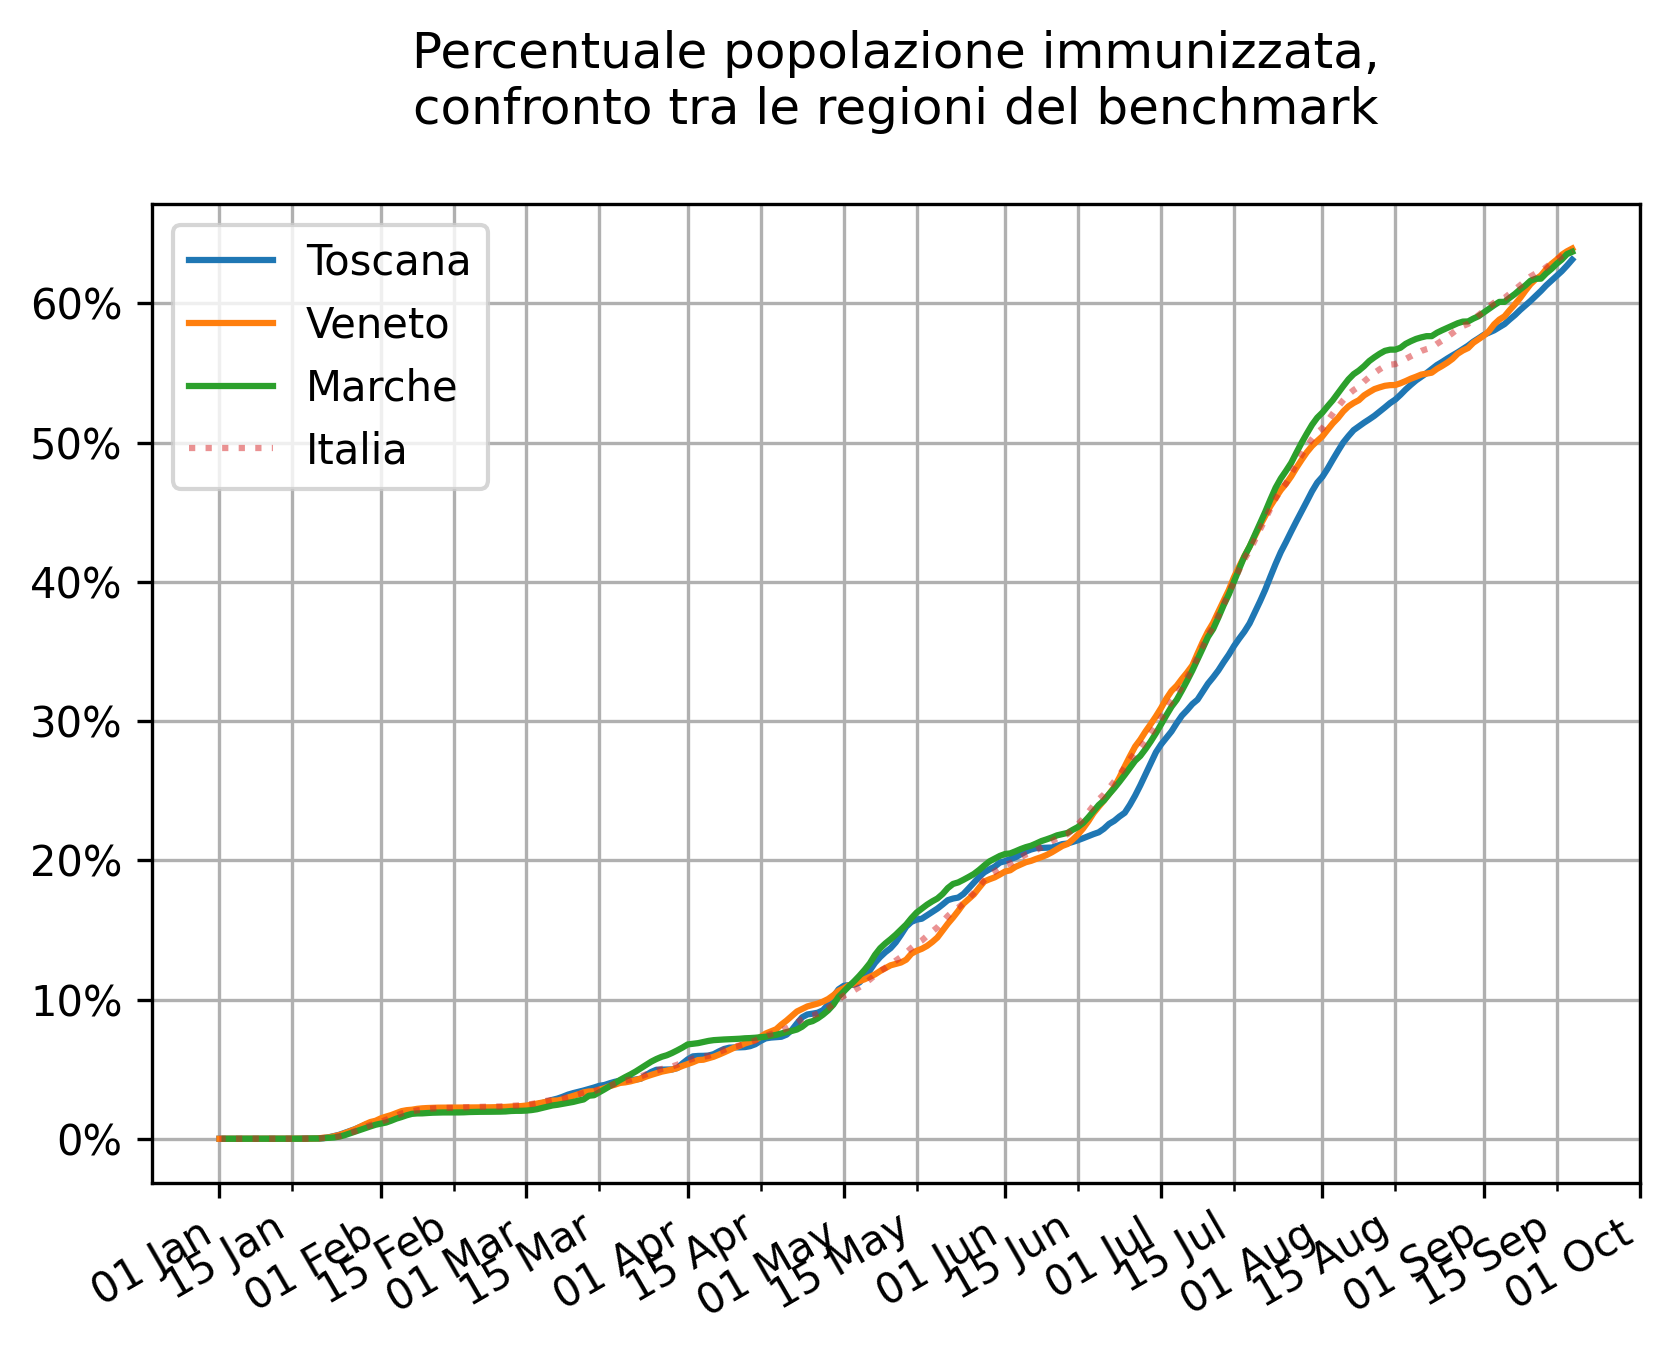 Percentuale popolazione immunizzata,
confronto tra le regioni del benchmark
Toscana
Veneto
Marche
Italia
60%
50%
40%
30%
20%
10%
0%
01 Jan
15 Jan
01 Feb
15 Feb
01 Mar
15 Mar
01 Apr
15 Apr
01 May
15 May
01 Jun
15 Jun
01 Jul
15 Jul
01 Aug
15 Aug
01 Sep
15 Sep
01 Oct